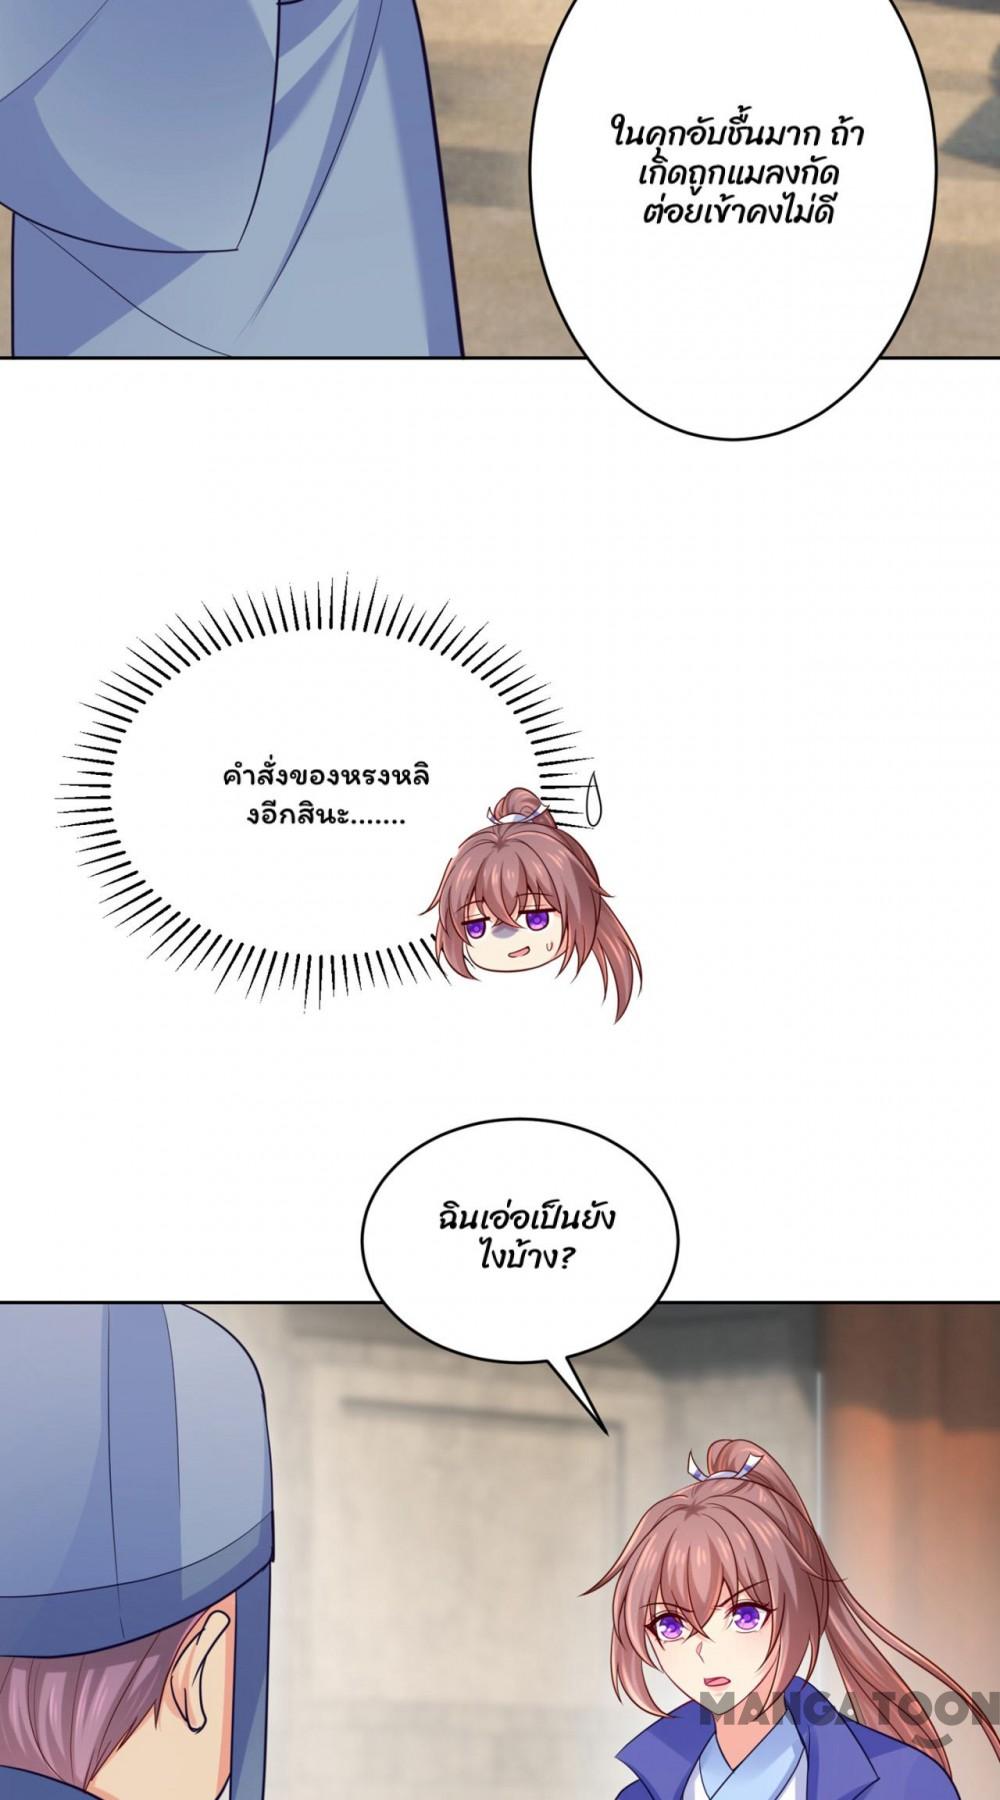 ในคุกอับชื้นมาก ถ้า
เกิดถูกแมลงกัด
ต่อยเข้าคงไม่ดี
คำสั่งของหรงหลิ
งอีกสินะ.......
ฉินเอ่อเป็นยัง
ไงบ้าง?
MANGATOON